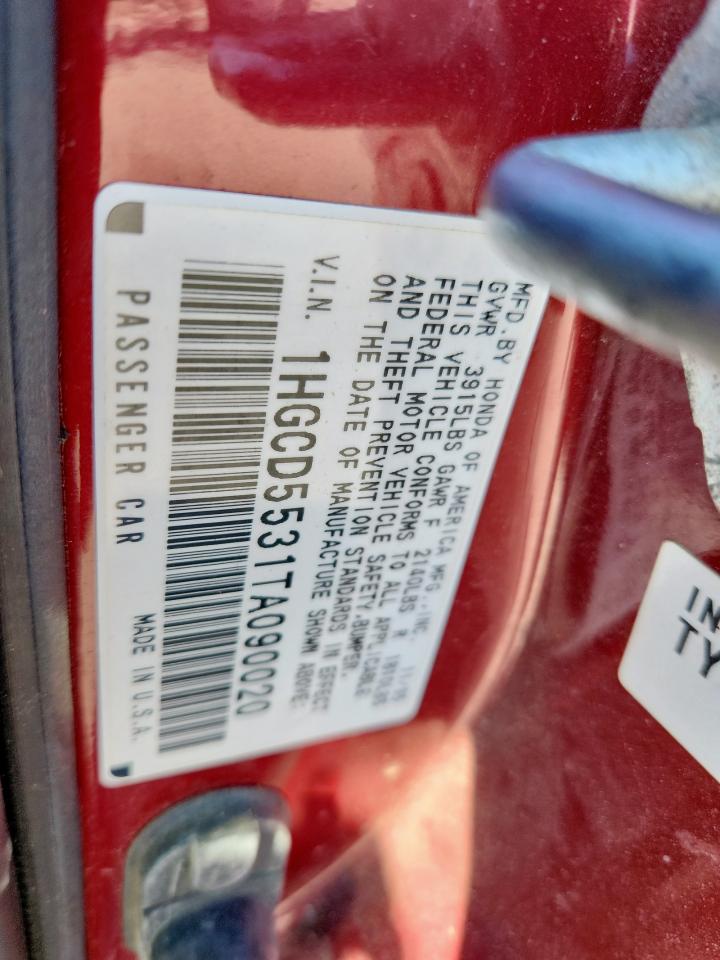 MFD. BY HONDA OF AMERICA MFG., INC.
GVWR 3915LBS GAWR F 2140LBS R
THIS VEHICLE CONFORMS TO ALL APPLICABLE
FEDERAL MOTOR VEHICLE SAFETY, BUMPER,
AND THEFT PREVENTION STANDARDS IN EFFECT
ON THE DATE OF MANUFACTURE SHOWN ABOVE.
V.I.N. 1HGCD5531TA090020
PASSENGER CAR MADE IN U.S.A.
IN
TY